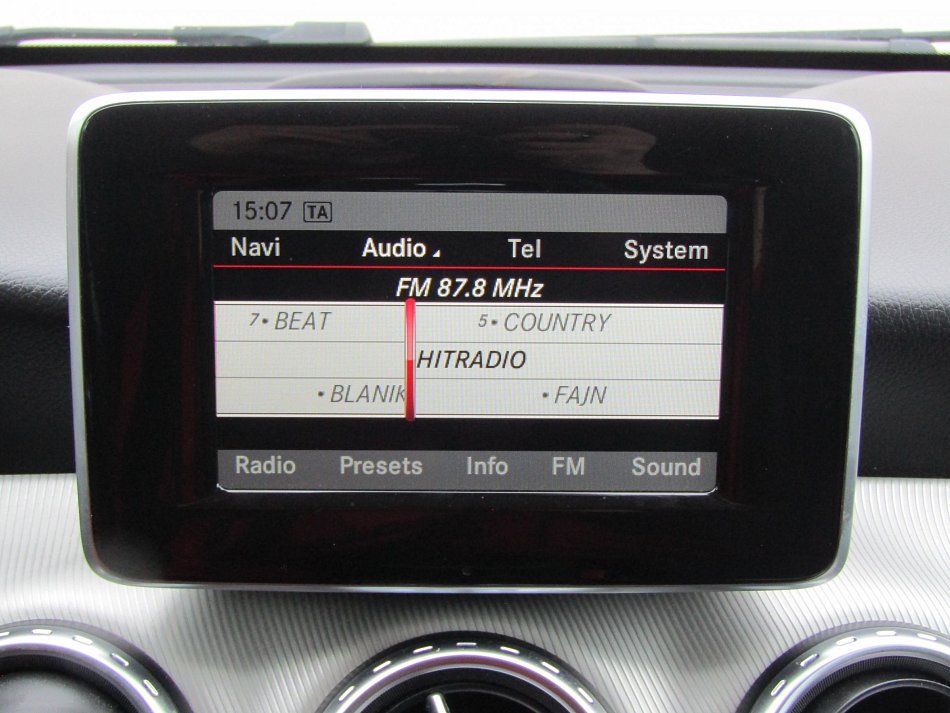 15:07 TA
Navi Audio Tel System
FM 87.8 MHz
7• BEAT 5• COUNTRY
HITRADIO
• BLANIK • FAJN
Radio Presets Info FM Sound